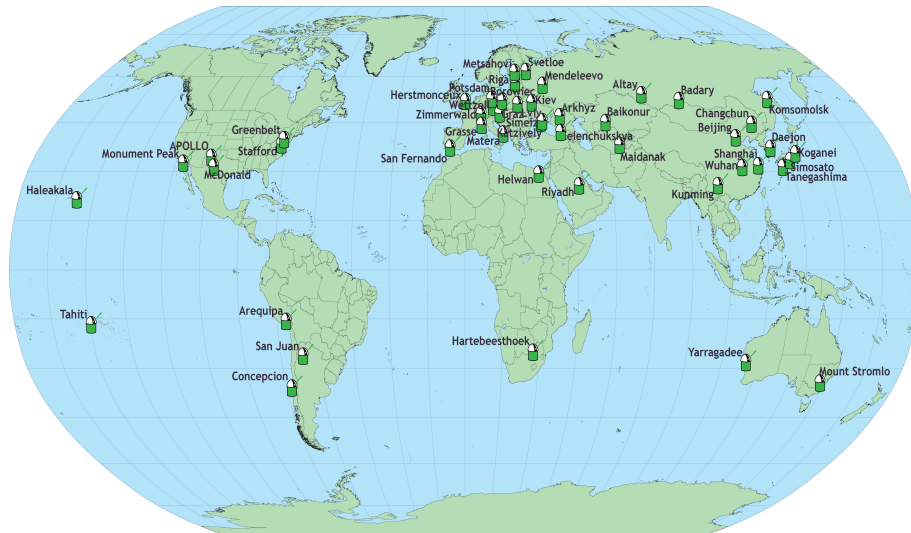 Metsahovi
Svetloe
Riga
Mendeleevo
Potsdam
Borowiec
Altay
Badary
Herstmonceux
Wettzell
Kiev
Komsomolsk
Zimmerwald
Graz
Lviv
Arkhyz
Baikonur
Changchun
Simeiz
Beijing
Greenbelt
Grasse
Katzively
Zelenchukskya
Daejon
APOLLO
Stafford
Matera
Monument Peak
San Fernando
Maidanak
Shanghai
Koganei
Wuhan
Simosato
McDonald
Helwan
Tanegashima
Haleakala
Riyadh
Kunming
Tahiti
Arequipa
San Juan
Hartebeesthoek
Yarragadee
Concepcion
Mount Stromlo